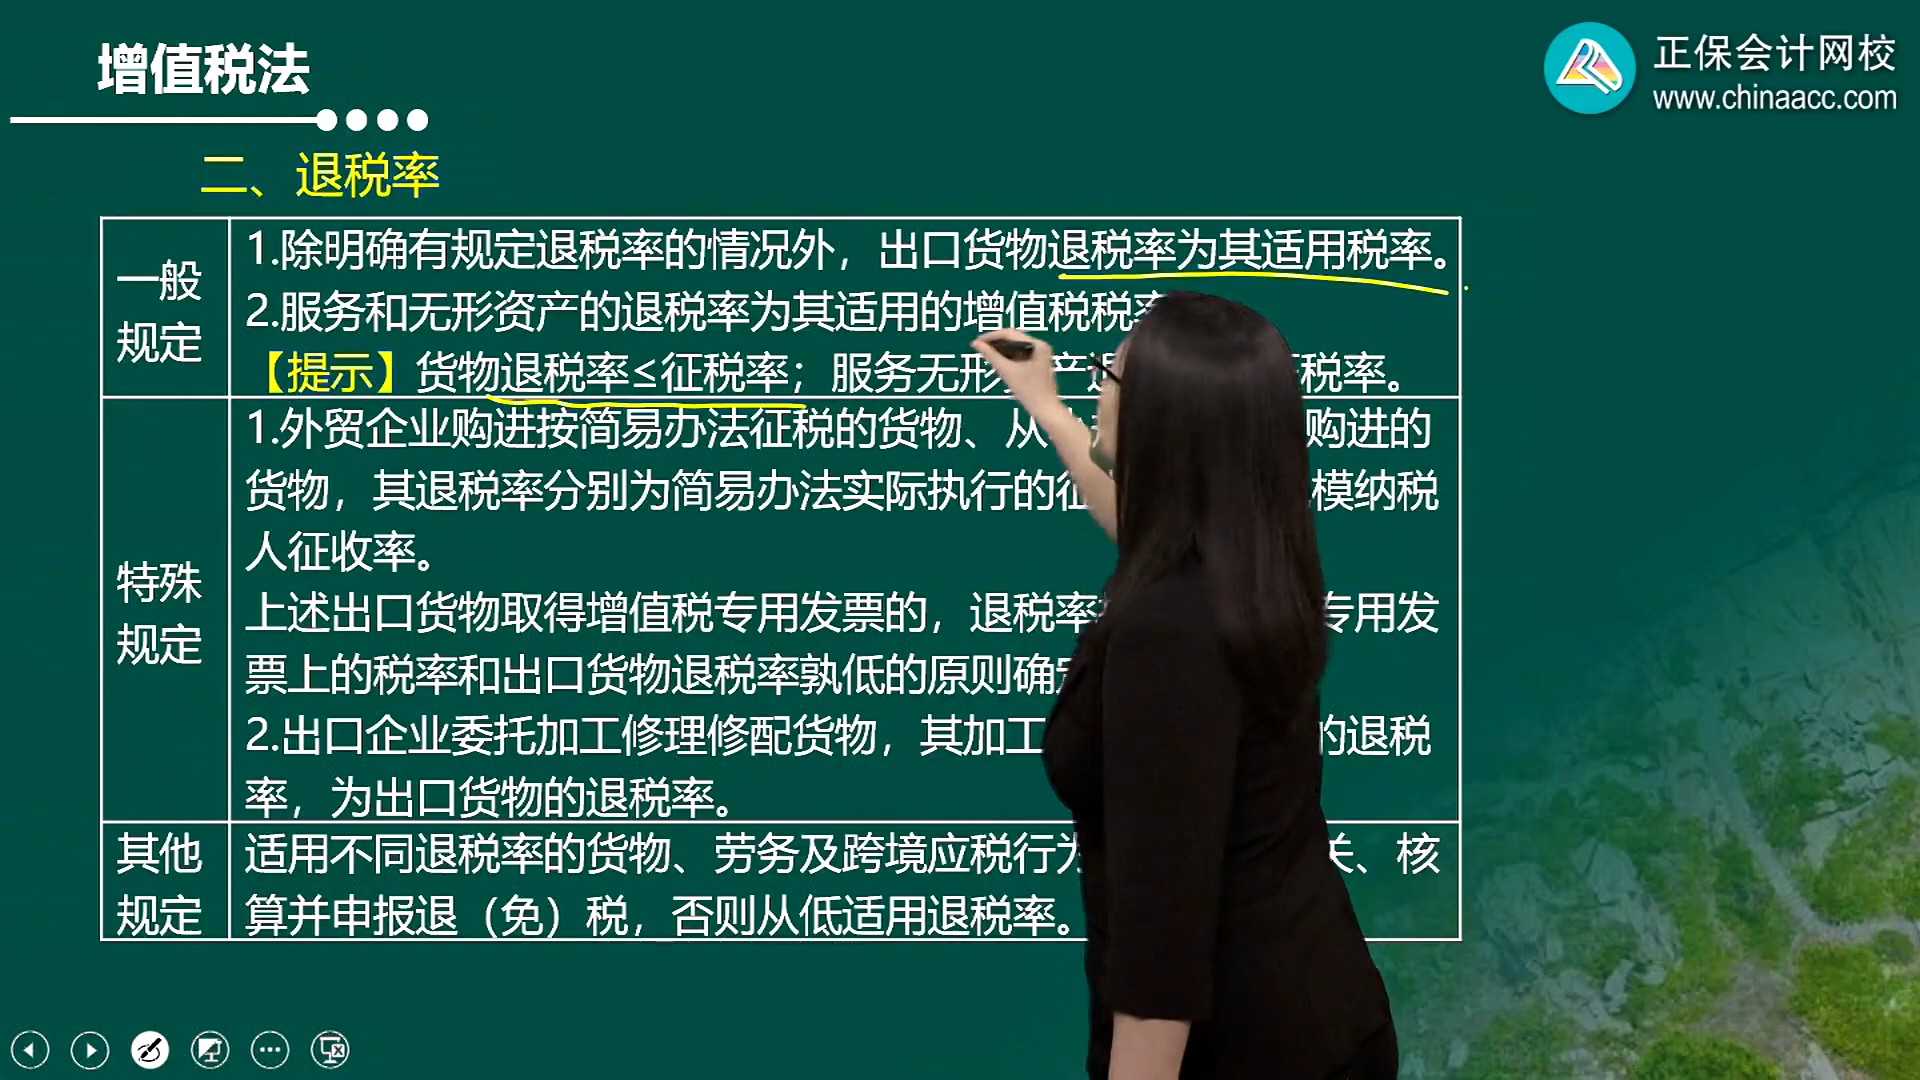 增值税法
正保会计网校
www.chinaacc.com
二、退税率
一般规定
1.除明确有规定退税率的情况外，出口货物退税率为其适用税率。
2.服务和无形资产的退税率为其适用的增值税税率
【提示】货物退税率≤征税率；服务无形 产 税率。
特殊规定
1.外贸企业购进按简易办法征税的货物、从 购进的
货物，其退税率分别为简易办法实际执行的征 模纳税
人征收率。
上述出口货物取得增值税专用发票的，退税率 专用发
票上的税率和出口货物退税率孰低的原则确定
2.出口企业委托加工修理修配货物，其加工 的退税
率，为出口货物的退税率。
其他规定
适用不同退税率的货物、劳务及跨境应税行为 关、核
算并申报退（免）税，否则从低适用退税率。